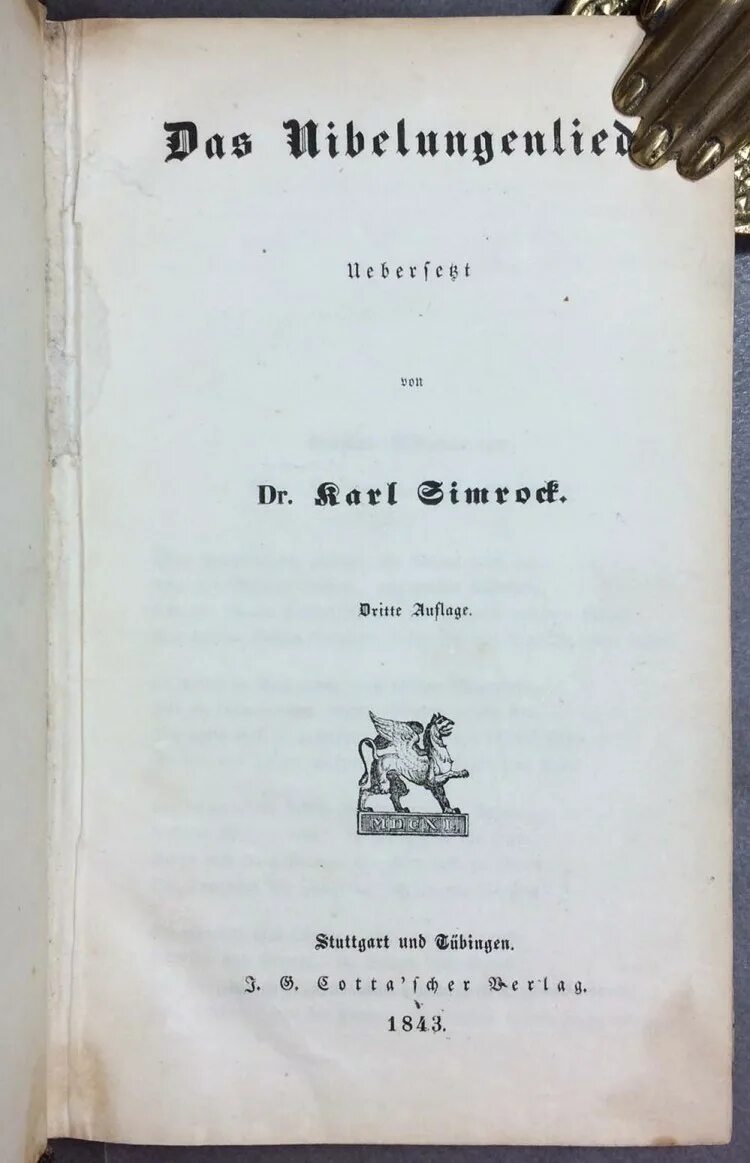 Das Nibelungenlied
Uebersetzt
von
Dr. Karl Simrock.
Dritte Auflage.
MDCXL
Stuttgart und Tübingen.
J. G. Cotta'scher Verlag.
1843.